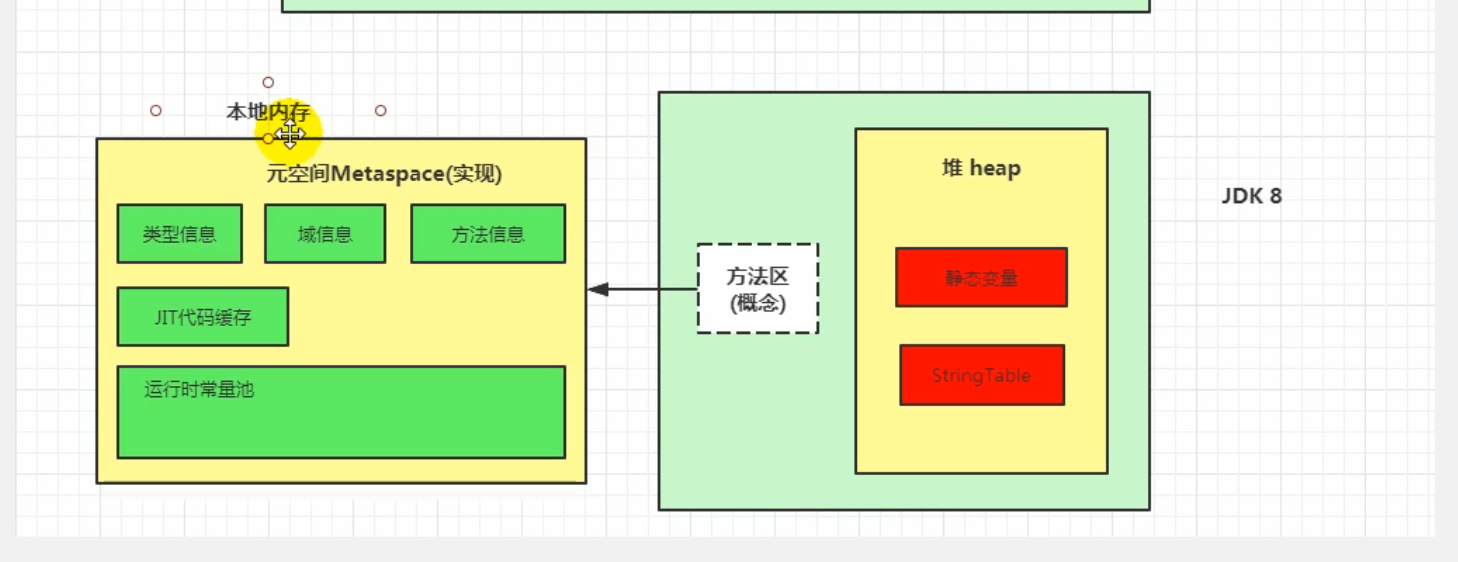 本地内存
元空间Metaspace(实现)
类型信息
域信息
方法信息
JIT代码缓存
运行时常量池
方法区
(概念)
堆 heap
静态变量
StringTable
JDK 8